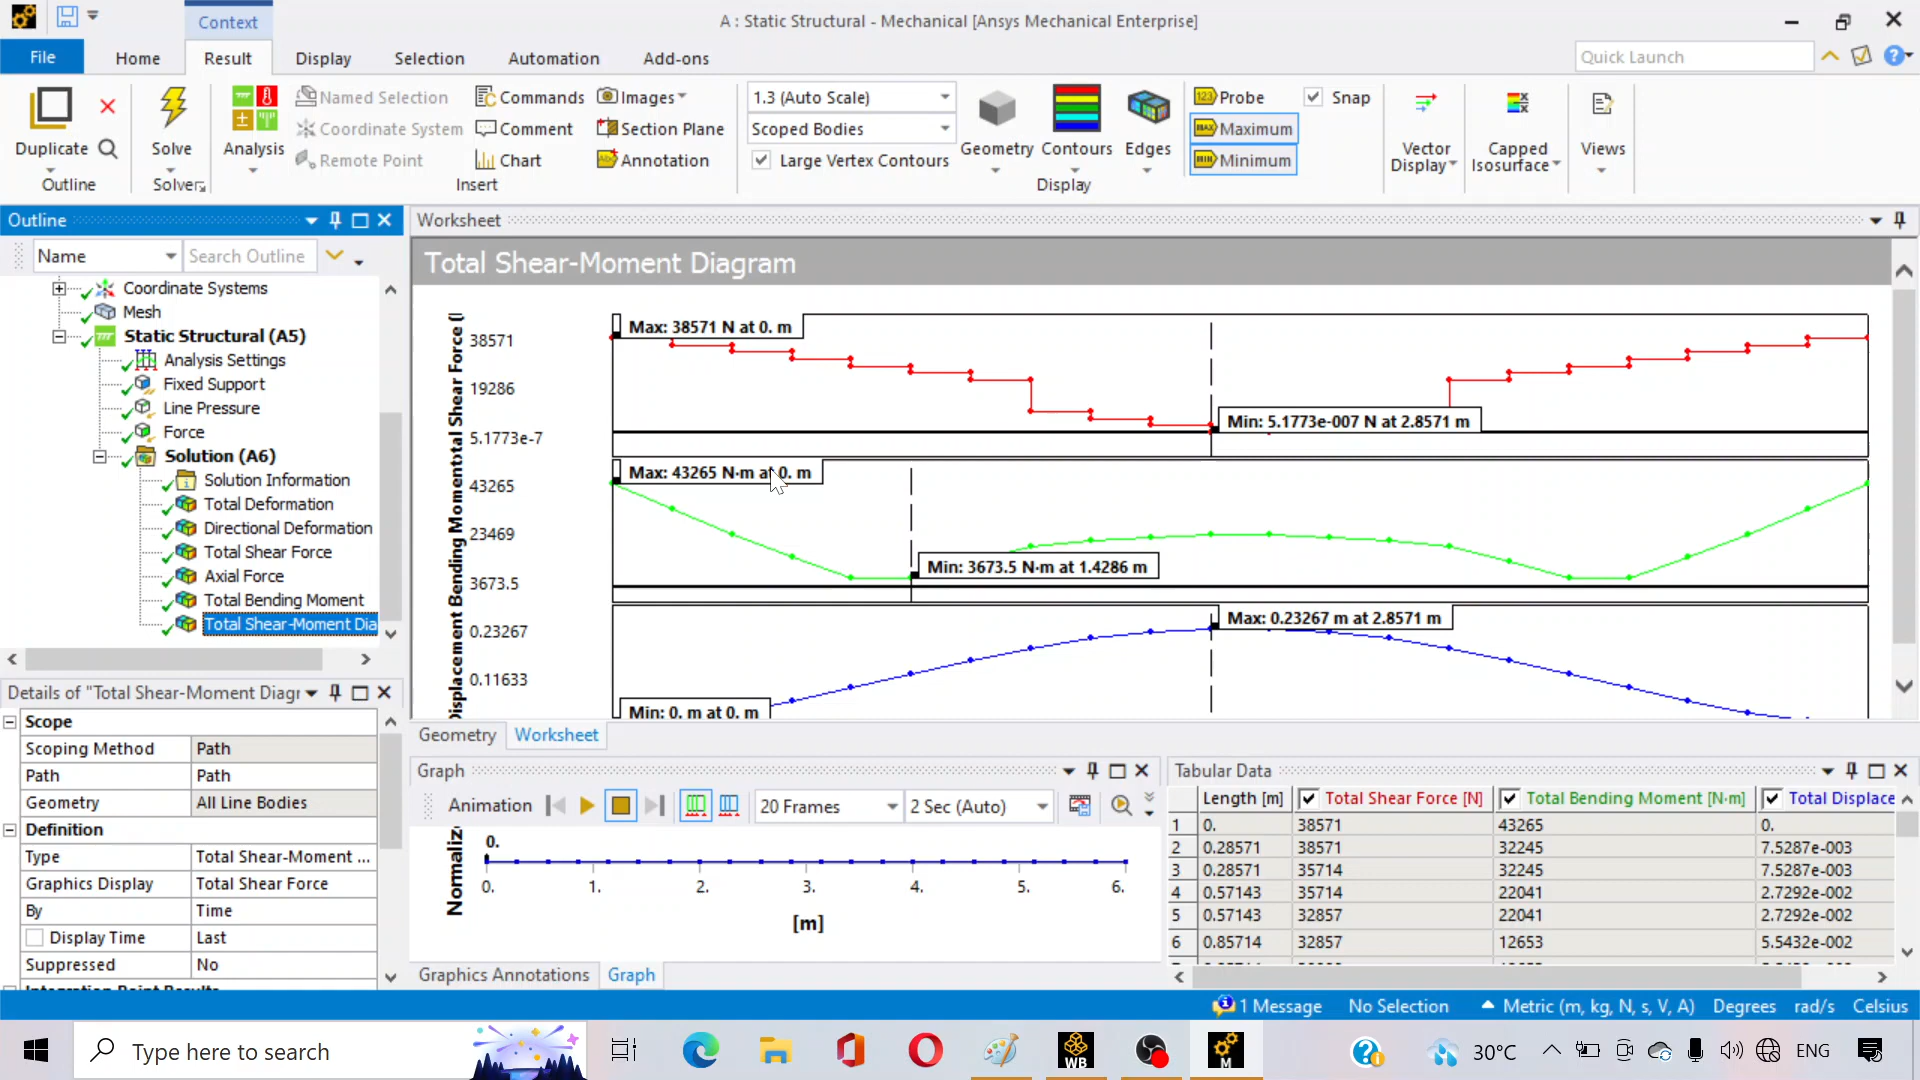 Context
A : Static Structural - Mechanical [Ansys Mechanical Enterprise]
File
Home
Result
Display
Selection
Automation
Add-ons
Quick Launch
Duplicate
Outline
Solve
Solver
Analysis
Named Selection
Coordinate System
Remote Point
Commands
Comment
Chart
Images
Section Plane
Annotation
Insert
1.3 (Auto Scale)
Scoped Bodies
Large Vertex Contours
Geometry
Contours
Edges
Display
Probe
Maximum
Minimum
Snap
Vector Display
Capped Isosurface
Views
Outline
Name
Search Outline
Coordinate Systems
Mesh
Static Structural (A5)
Analysis Settings
Fixed Support
Line Pressure
Force
Solution (A6)
Solution Information
Total Deformation
Directional Deformation
Total Shear Force
Axial Force
Total Bending Moment
Total Shear-Moment Dia
Details of "Total Shear-Moment Diagr
Scope
Scoping Method Path
Path Path
Geometry All Line Bodies
Definition
Type Total Shear-Moment ...
Graphics Display Total Shear Force
By Time
Display Time Last
Suppressed No
Worksheet
Total Shear-Moment Diagram
Total Shear Force (
38571
19286
5.1773e-7
Max: 38571 N at 0. m
Min: 5.1773e-007 N at 2.8571 m
Bending Moment
43265
23469
3673.5
Max: 43265 N·m at 0. m
Min: 3673.5 N·m at 1.4286 m
Displacement
0.23267
0.11633
Max: 0.23267 m at 2.8571 m
Min: 0. m at 0. m
Geometry
Worksheet
Graph
Animation
20 Frames
2 Sec (Auto)
Normaliz
0.
0. 1. 2. 3. 4. 5. 6.
[m]
Graphics Annotations
Graph
Tabular Data
Length [m] Total Shear Force [N] Total Bending Moment [N·m] Total Displace
1 0. 38571 43265 0.
2 0.28571 38571 32245 7.5287e-003
3 0.28571 35714 32245 7.5287e-003
4 0.57143 35714 22041 2.7292e-002
5 0.57143 32857 22041 2.7292e-002
6 0.85714 32857 12653 5.5432e-002
1 Message
No Selection
Metric (m, kg, N, s, V, A)
Degrees
rad/s
Celsius
Type here to search
WB
M
30°C
ENG